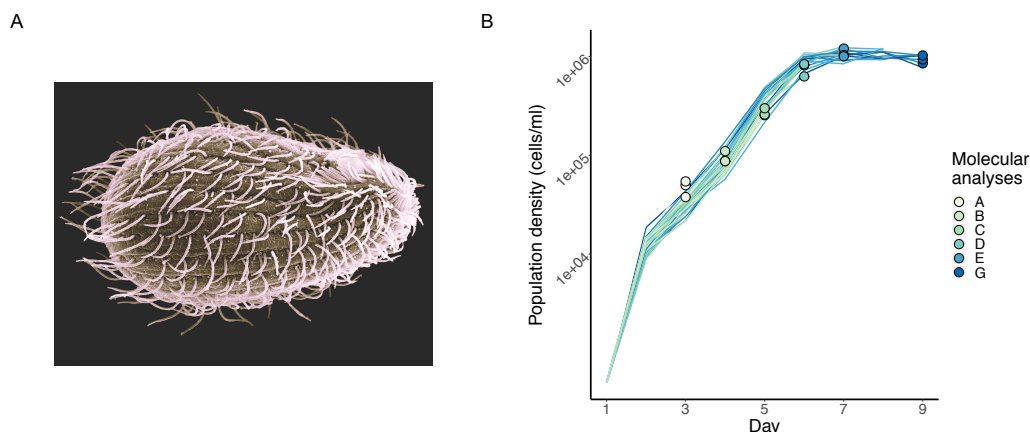 A
B
Population density (cells/ml)
1e+06
1e+05
1e+04
1
3
5
7
9
Day
Molecular
analyses
A
B
C
D
E
G